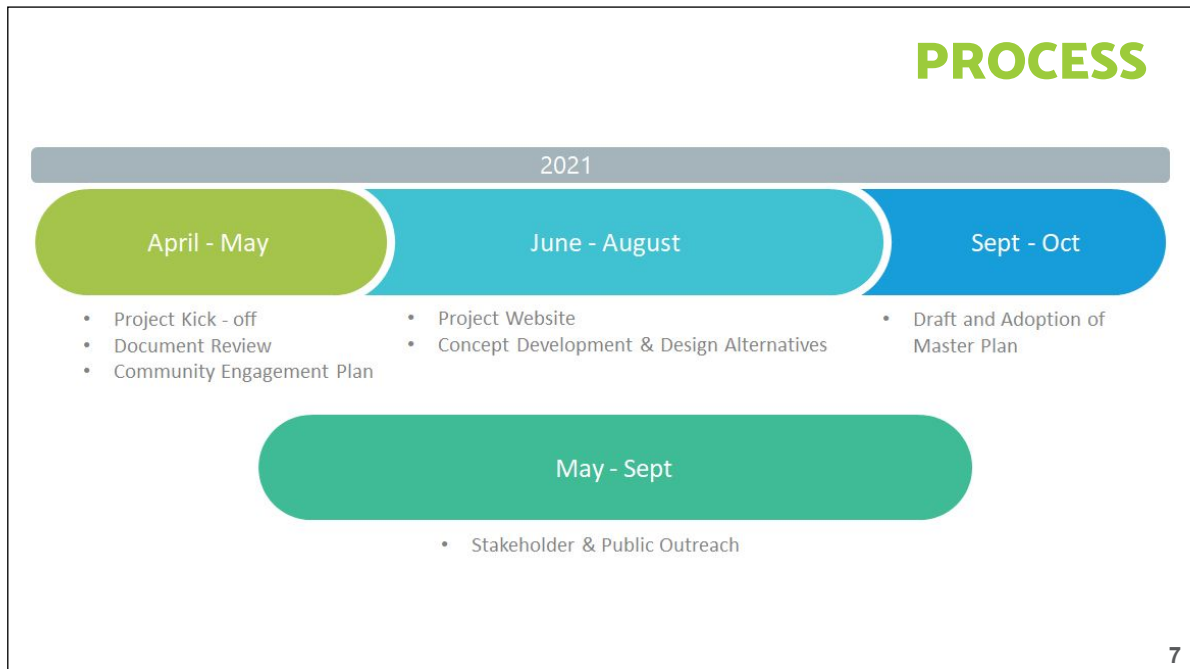 PROCESS
2021
April - May
June - August
Sept - Oct
• Project Kick - off
• Document Review
• Community Engagement Plan
• Project Website
• Concept Development & Design Alternatives
• Draft and Adoption of
Master Plan
May - Sept
• Stakeholder & Public Outreach
7